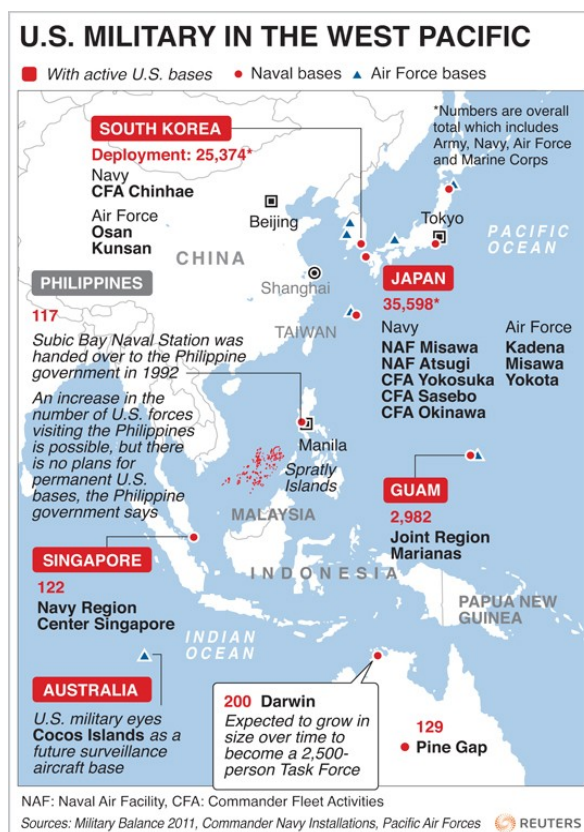 U.S. MILITARY IN THE WEST PACIFIC
With active U.S. bases
Naval bases
Air Force bases
*Numbers are overall
total which includes
Army, Navy, Air Force
and Marine Corps
SOUTH KOREA
Deployment: 25,374*
Navy
CFA Chinhae
Air Force
Osan
Kunsan
Beijing
Tokyo
PACIFIC
OCEAN
CHINA
Shanghai
TAIWAN
JAPAN
35,598*
Navy
NAF Misawa
NAF Atsugi
CFA Yokosuka
CFA Sasebo
CFA Okinawa
Air Force
Kadena
Misawa
Yokota
PHILIPPINES
117
Subic Bay Naval Station was
handed over to the Philippine
government in 1992
An increase in the
number of U.S. forces
visiting the Philippines
is possible, but there
is no plans for
permanent U.S.
bases, the Philippine
government says
Manila
Spratly
Islands
MALAYSIA
GUAM
2,982
Joint Region
Marianas
SINGAPORE
122
Navy Region
Center Singapore
INDONESIA
PAPUA NEW
GUINEA
INDIAN
OCEAN
AUSTRALIA
U.S. military eyes
Cocos Islands as a
future surveillance
aircraft base
200 Darwin
Expected to grow in
size over time to
become a 2,500-
person Task Force
129
Pine Gap
NAF: Naval Air Facility, CFA: Commander Fleet Activities
Sources: Military Balance 2011, Commander Navy Installations, Pacific Air Forces
REUTERS